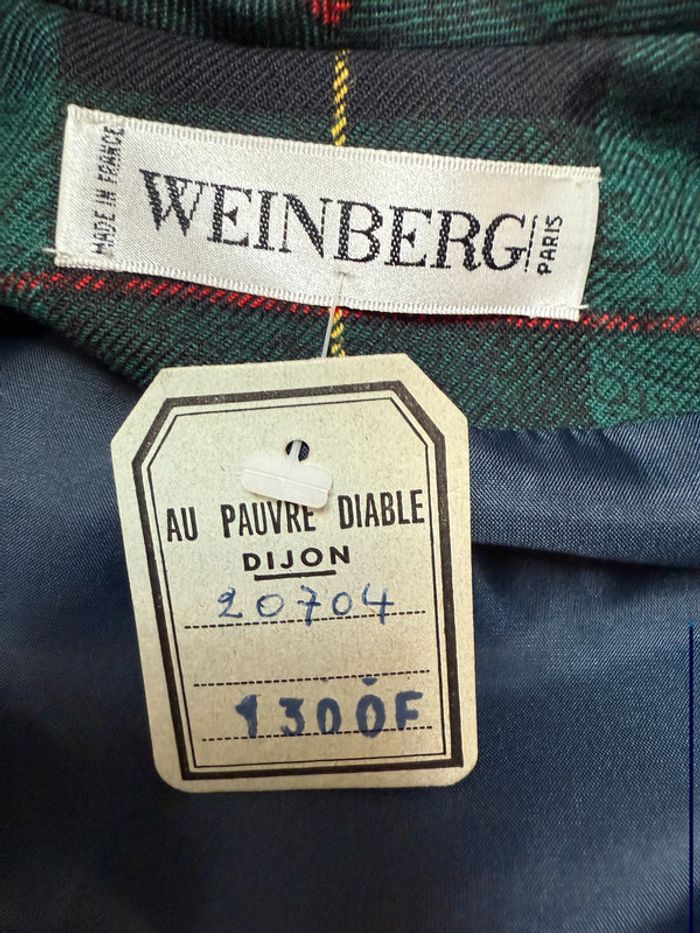 MADE IN FRANCE
WEINBERG
PARIS
AU PAUVRE DIABLE
DIJON
20704
1300F